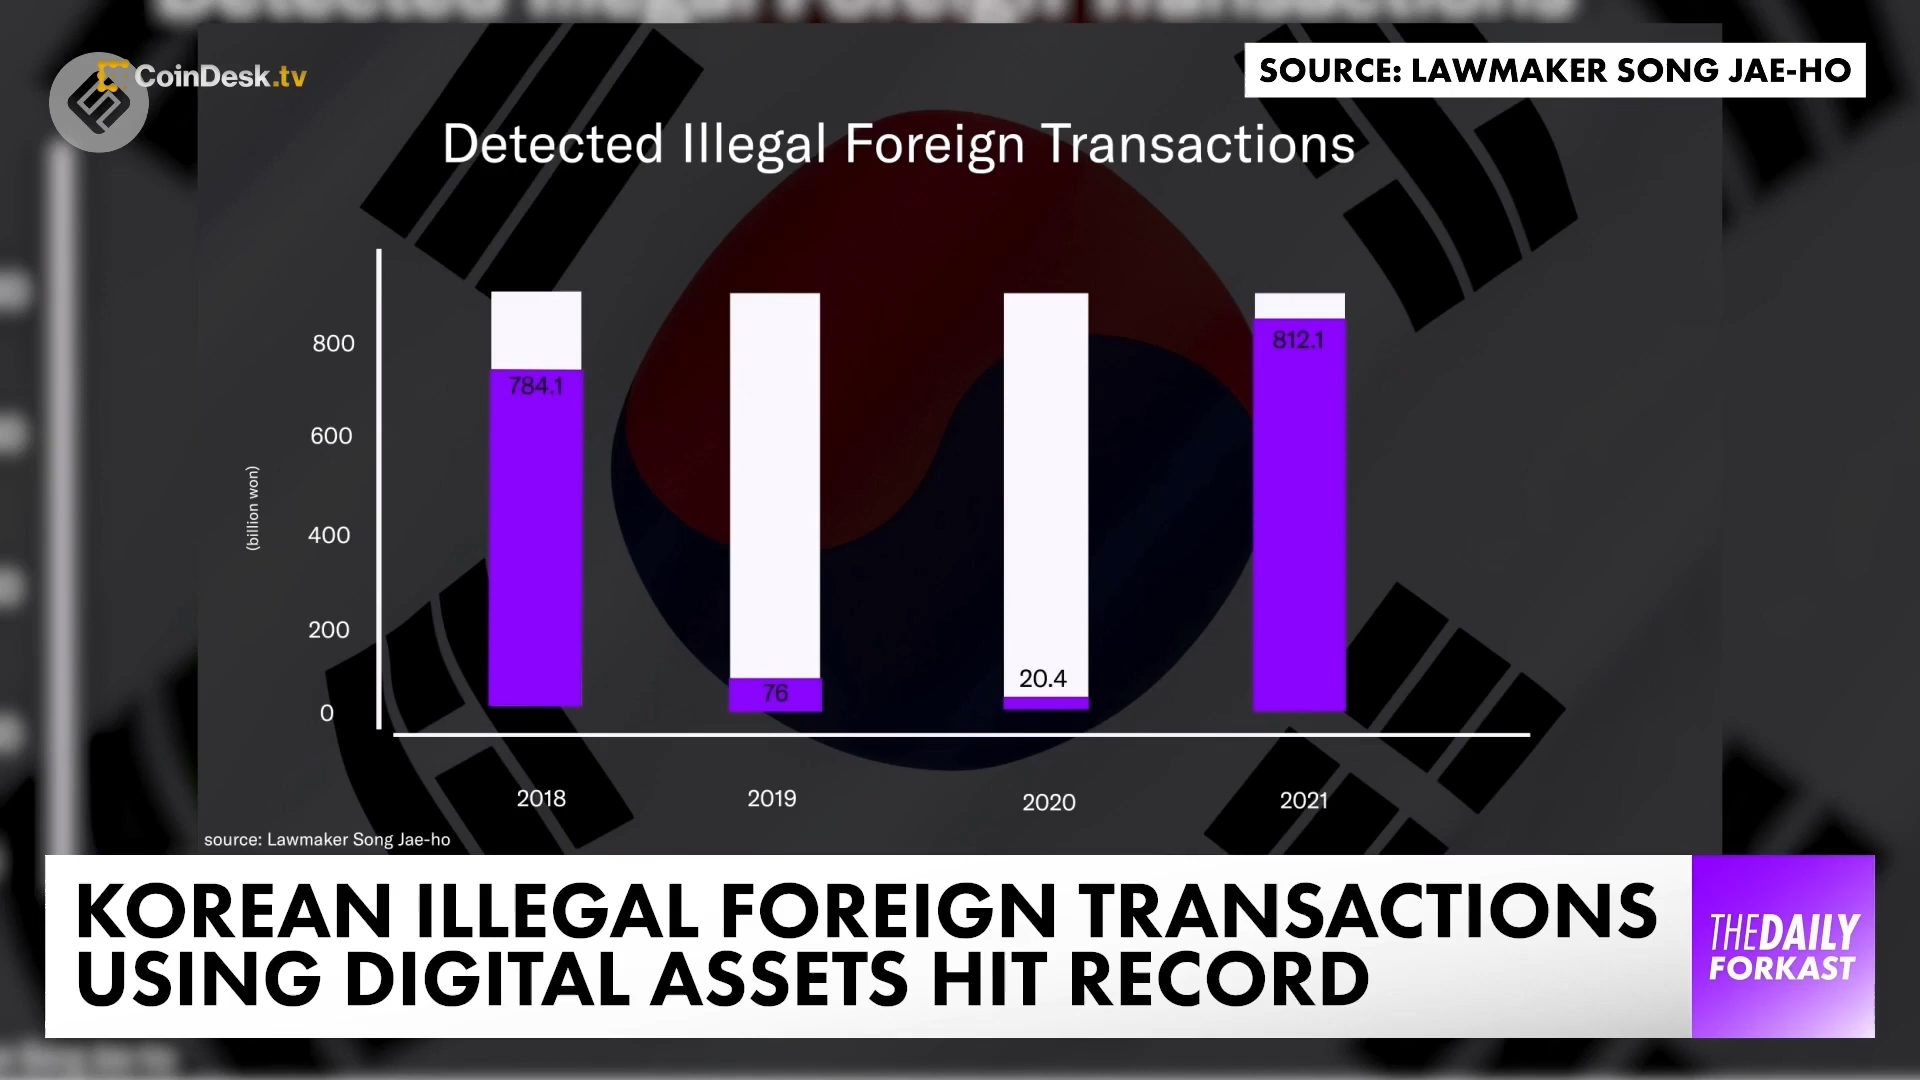 CoinDesk.tv
SOURCE: LAWMAKER SONG JAE-HO
Detected Illegal Foreign Transactions
800
600
400
200
0
(billion won)
784.1
76
20.4
812.1
2018
2019
2020
2021
source: Lawmaker Song Jae-ho
KOREAN ILLEGAL FOREIGN TRANSACTIONS
USING DIGITAL ASSETS HIT RECORD
THE DAILY
FORKAST